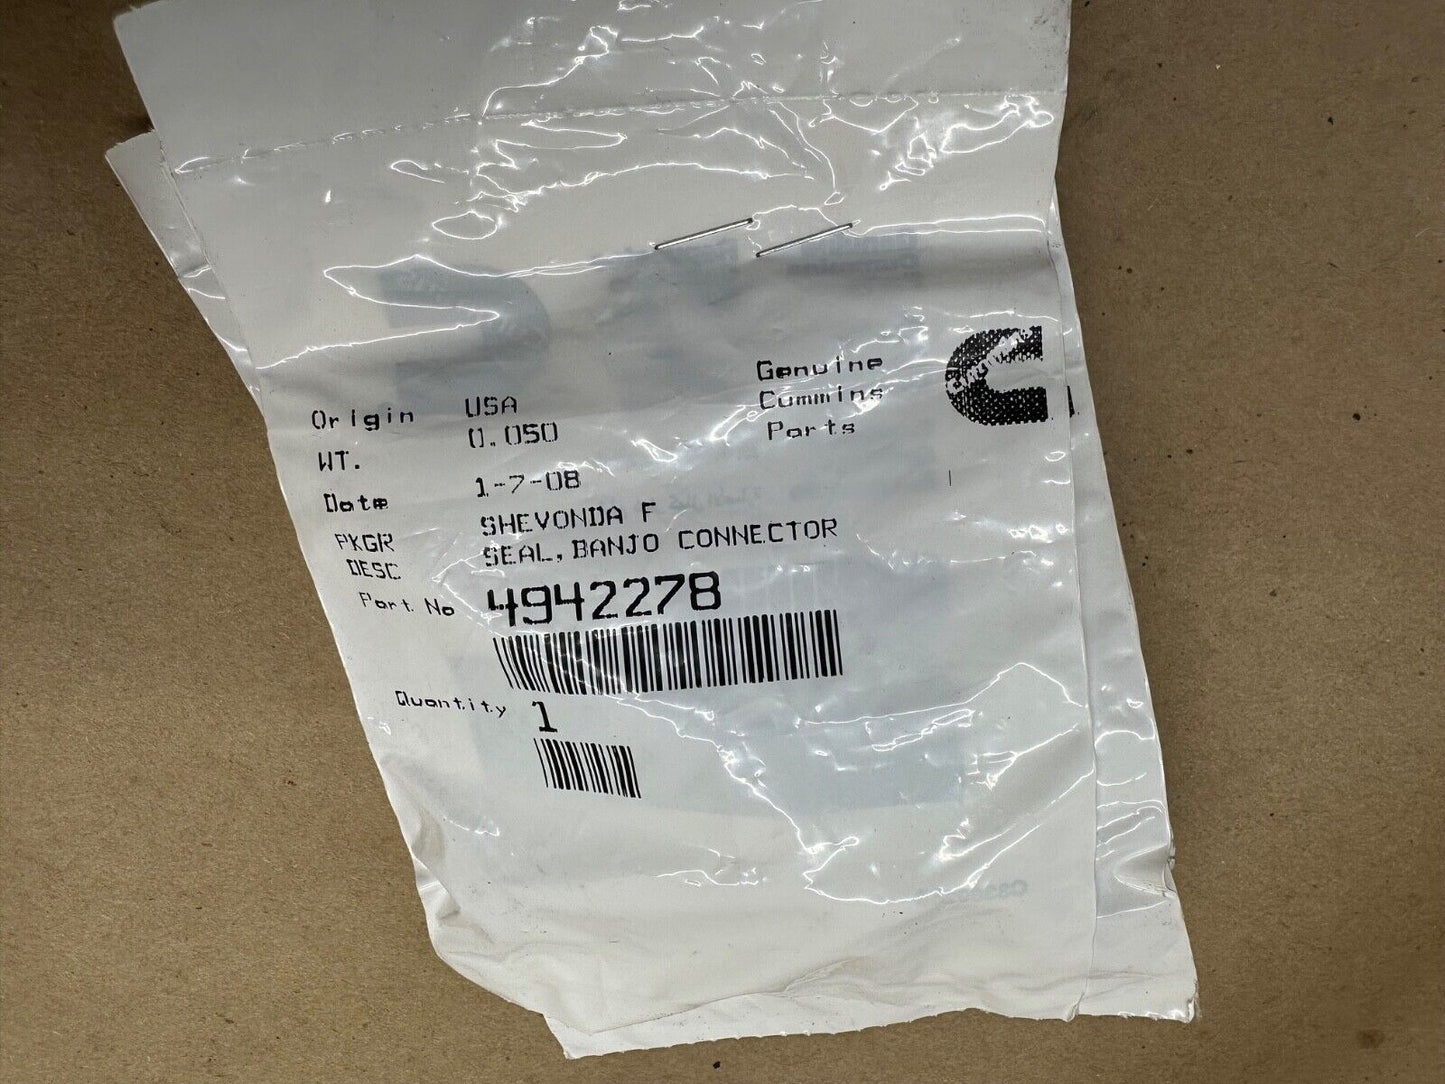 Genuine
Cummins
Parts
Cummins
Origin USA
WT. 0.050
Date 1-7-08
PKGR SHEVONDA F
DESC SEAL, BANJO CONNECTOR
Part No 4942278
Quantity 1